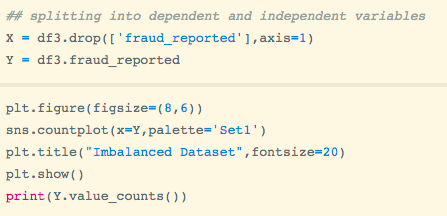 ## splitting into dependent and independent variables
X = df3.drop(['fraud_reported'],axis=1)
Y = df3.fraud_reported
plt.figure(figsize=(8,6))
sns.countplot(x=Y,palette='Set1')
plt.title("Imbalanced Dataset",fontsize=20)
plt.show()
print(Y.value_counts())